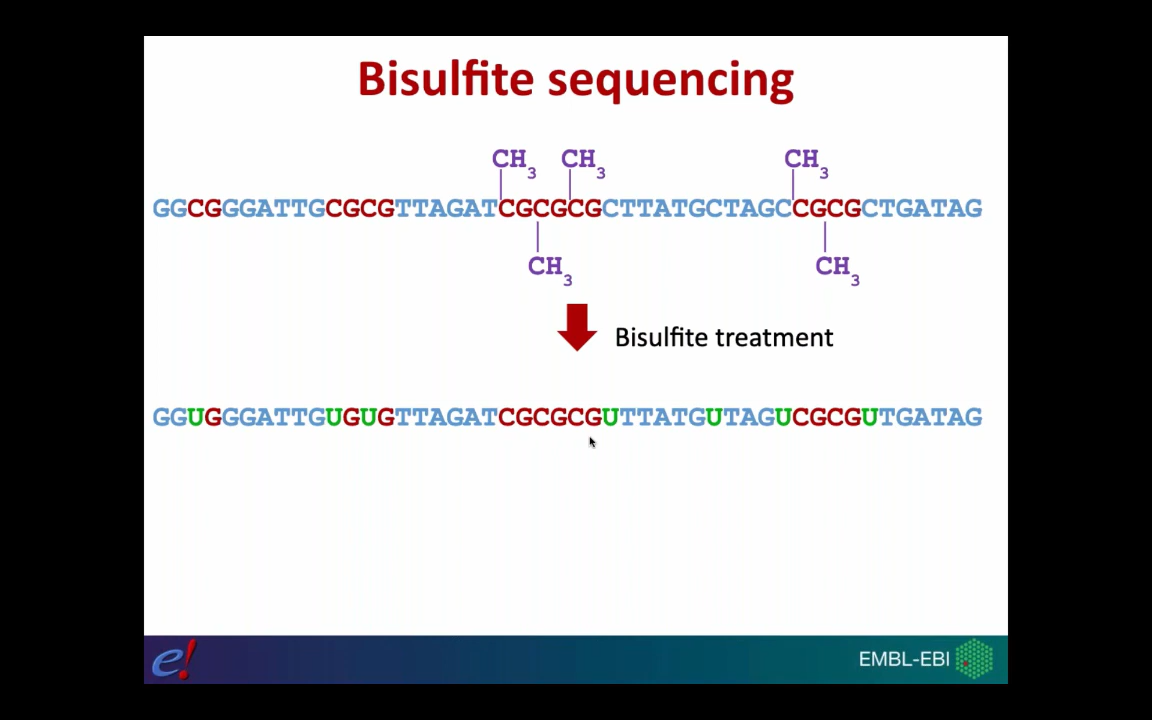 Bisulfite sequencing
CH3 CH3 CH3
GGCGGGATTGCGCGTTAGATCGCGCGCTTATGCTAGCCGCGCTGATAG
CH3 CH3
Bisulfite treatment
GGUGGGATTGUGUGTTAGATCGCGCGUTTATGUTAGUCGCGUTGATAG
e! EMBL-EBI